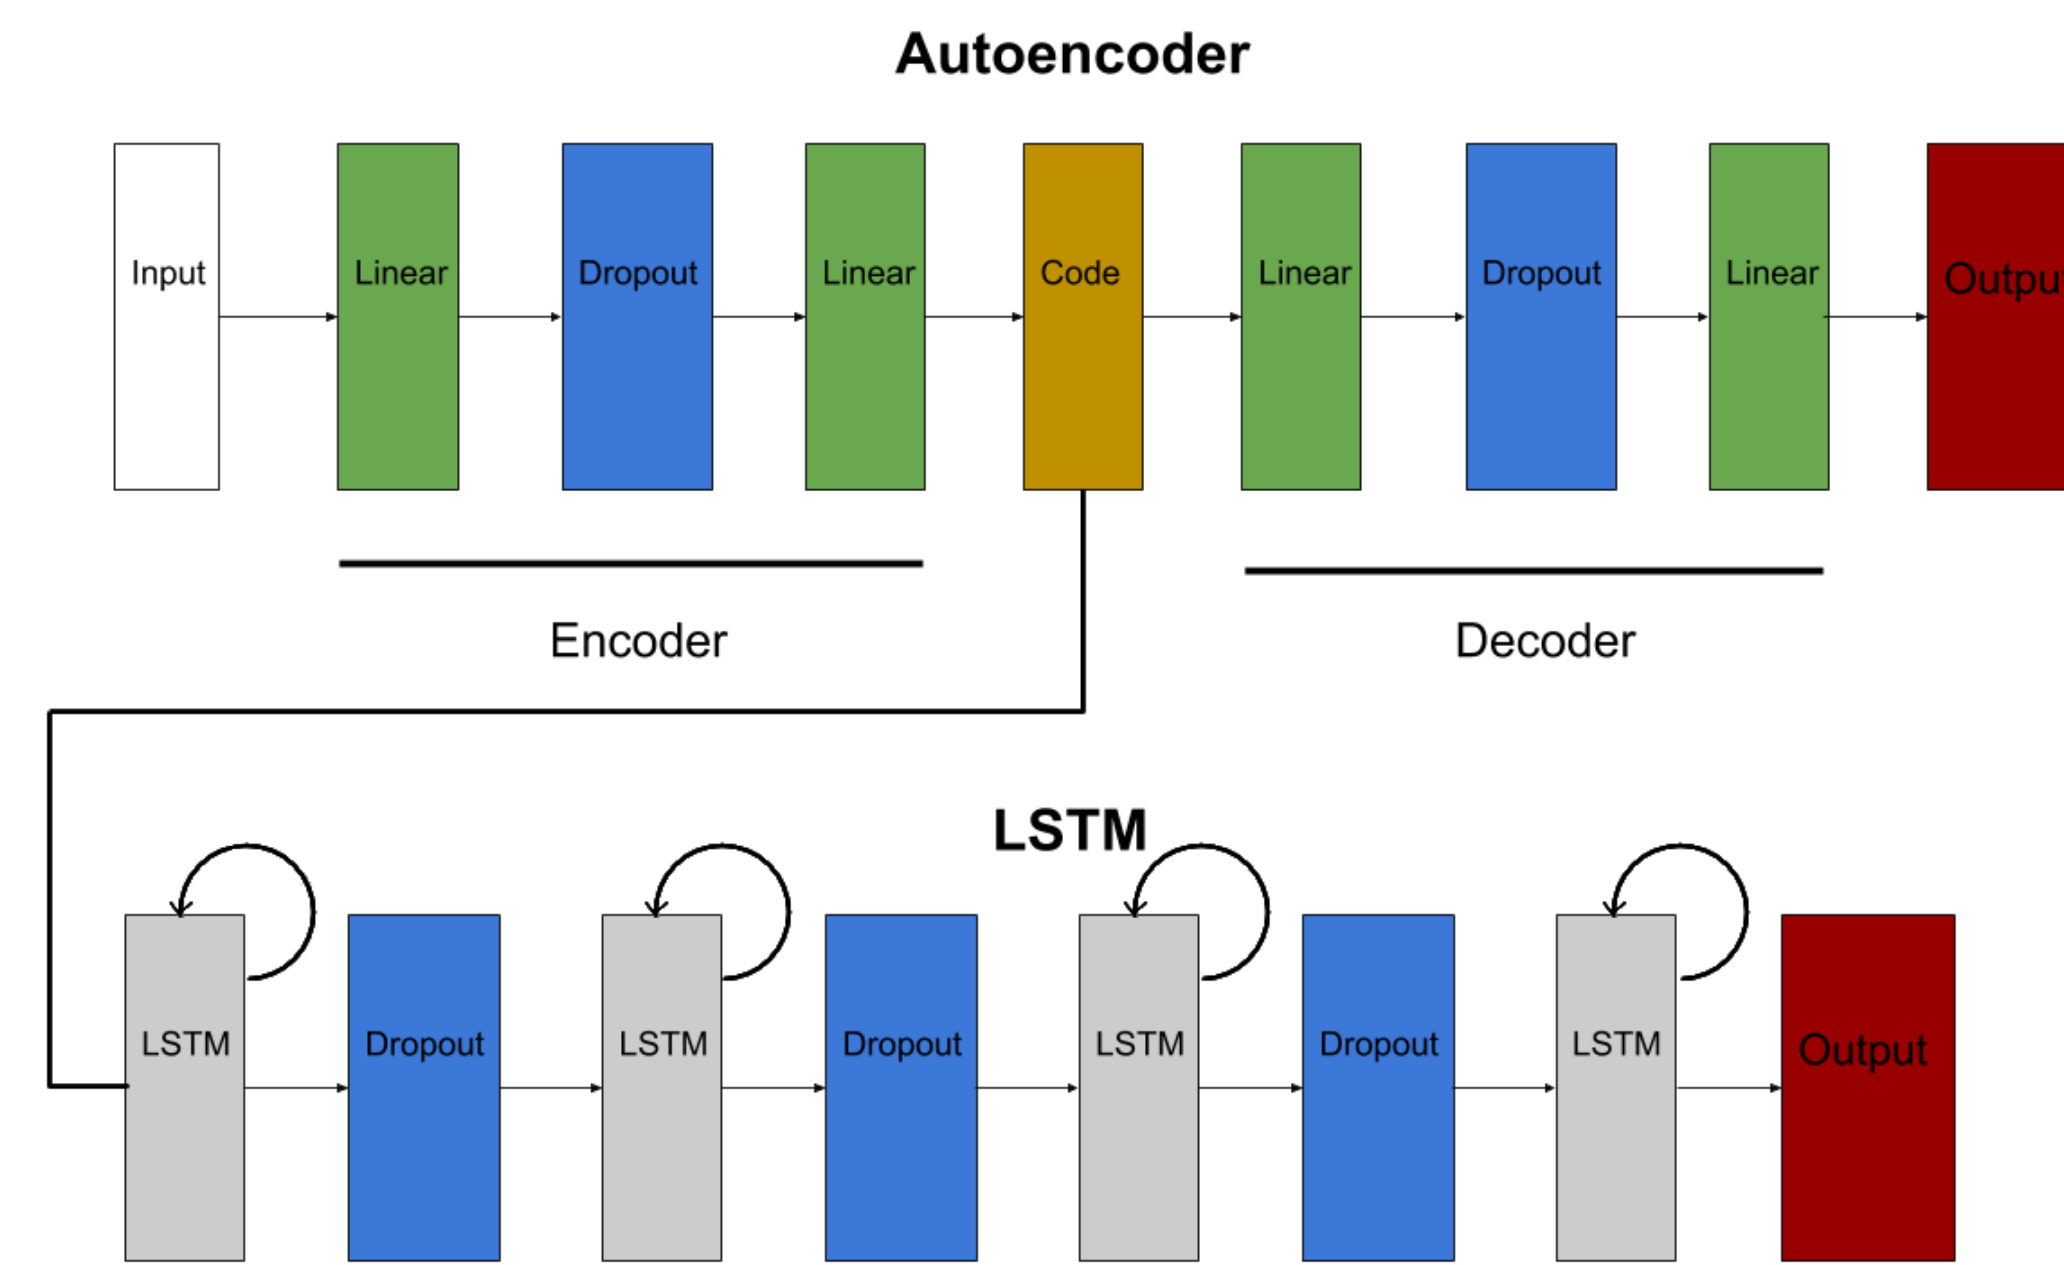 Autoencoder
Input
Linear
Dropout
Linear
Code
Linear
Dropout
Linear
Outpu
Encoder
Decoder
LSTM
LSTM
Dropout
LSTM
Dropout
LSTM
Dropout
LSTM
Output